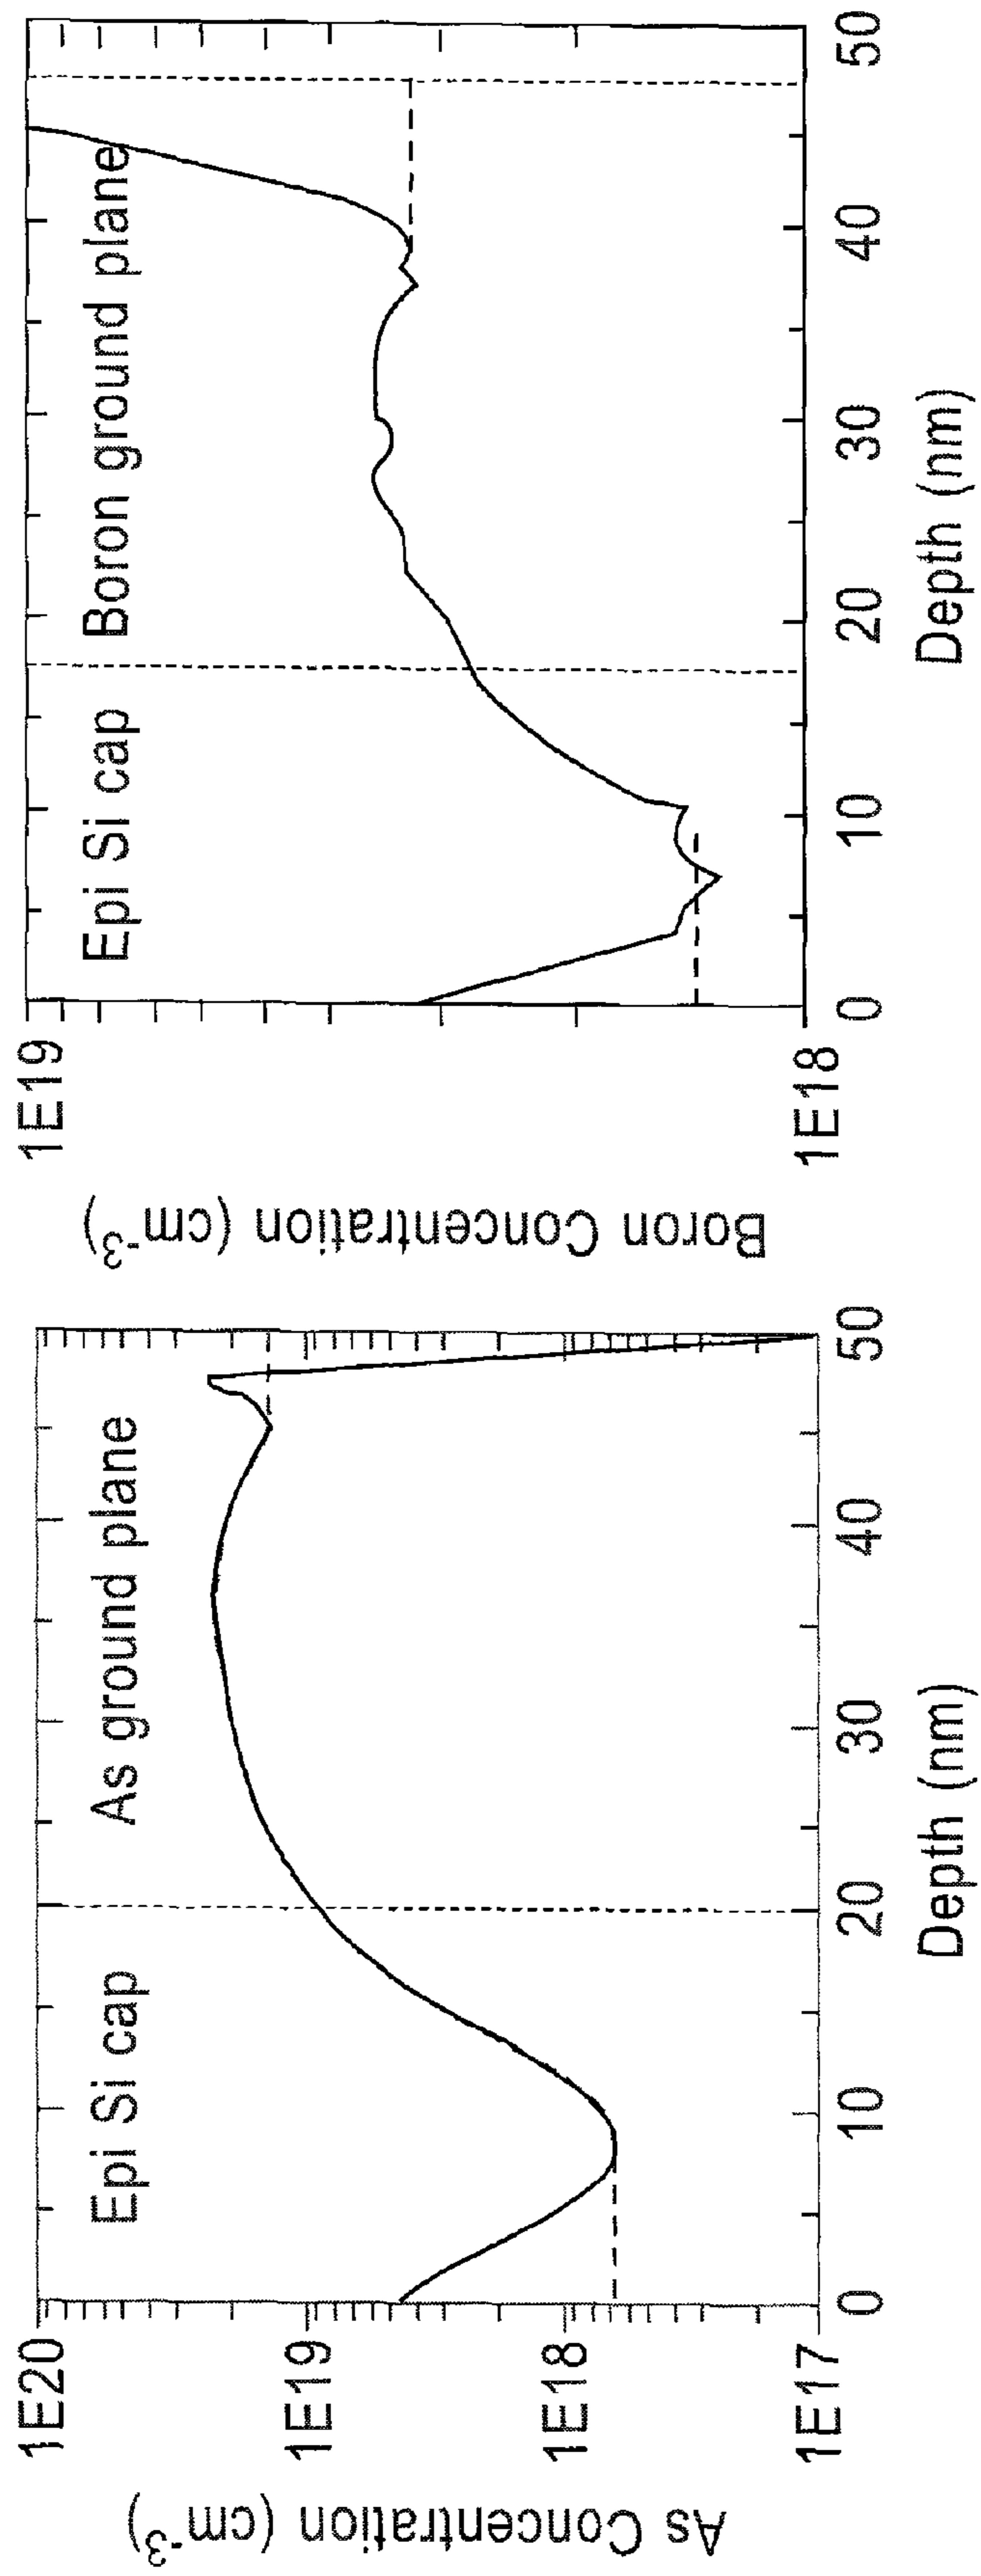 As Concentration (cm-3)
1E20
1E19
1E18
1E17
Epi Si cap
As ground plane
0
10
20
30
40
50
Depth (nm)
Boron Concentration (cm-3)
1E19
1E18
Epi Si cap
Boron ground plane
0
10
20
30
40
50
Depth (nm)